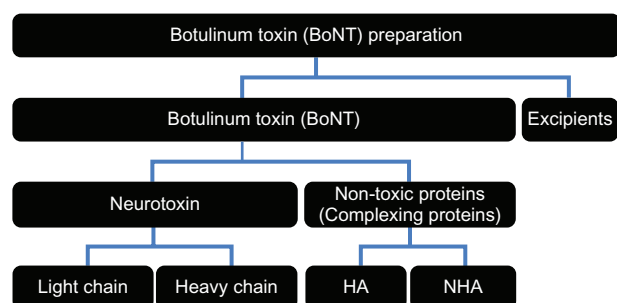 Botulinum toxin (BoNT) preparation
Botulinum toxin (BoNT)
Excipients
Neurotoxin
Non-toxic proteins
(Complexing proteins)
Light chain
Heavy chain
HA
NHA